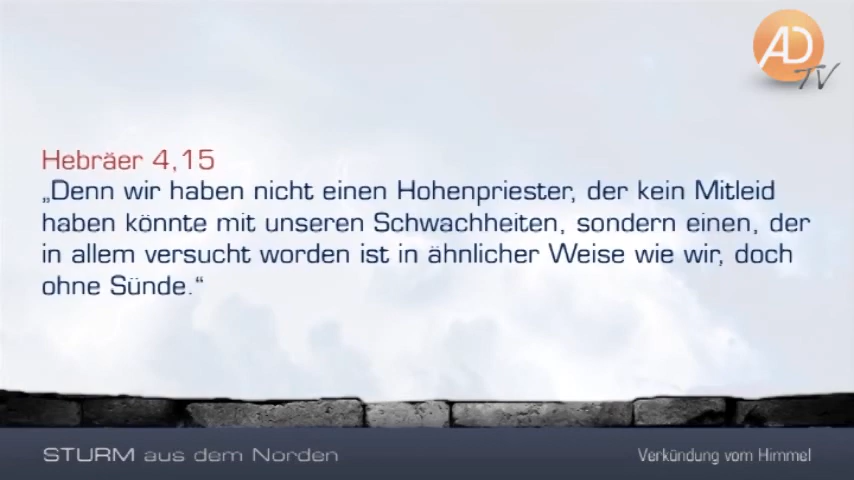 AD
TV
Hebräer 4,15
„Denn wir haben nicht einen Hohenpriester, der kein Mitleid
haben könnte mit unseren Schwachheiten, sondern einen, der
in allem versucht worden ist in ähnlicher Weise wie wir, doch
ohne Sünde.“
STURM aus dem Norden
Verkündung vom Himmel